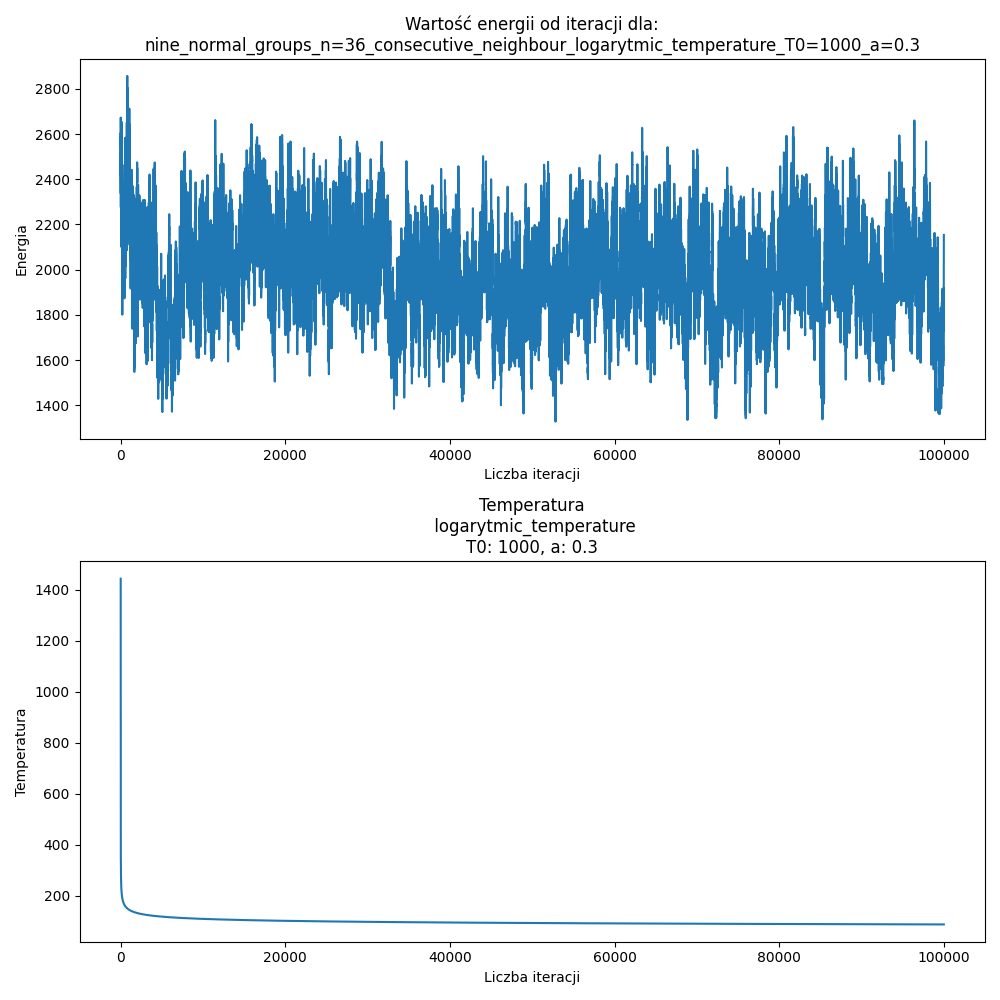 Wartość energii od iteracji dla:
nine_normal_groups_n=36_consecutive_neighbour_logarytmic_temperature_T0=1000_a=0.3
2800
2600
2400
2200
2000
1800
1600
1400
Energia
0 20000 40000 60000 80000 100000
Liczba iteracji
Temperatura
logarytmic_temperature
T0: 1000, a: 0.3
1400
1200
1000
800
600
400
200
Temperatura
0 20000 40000 60000 80000 100000
Liczba iteracji